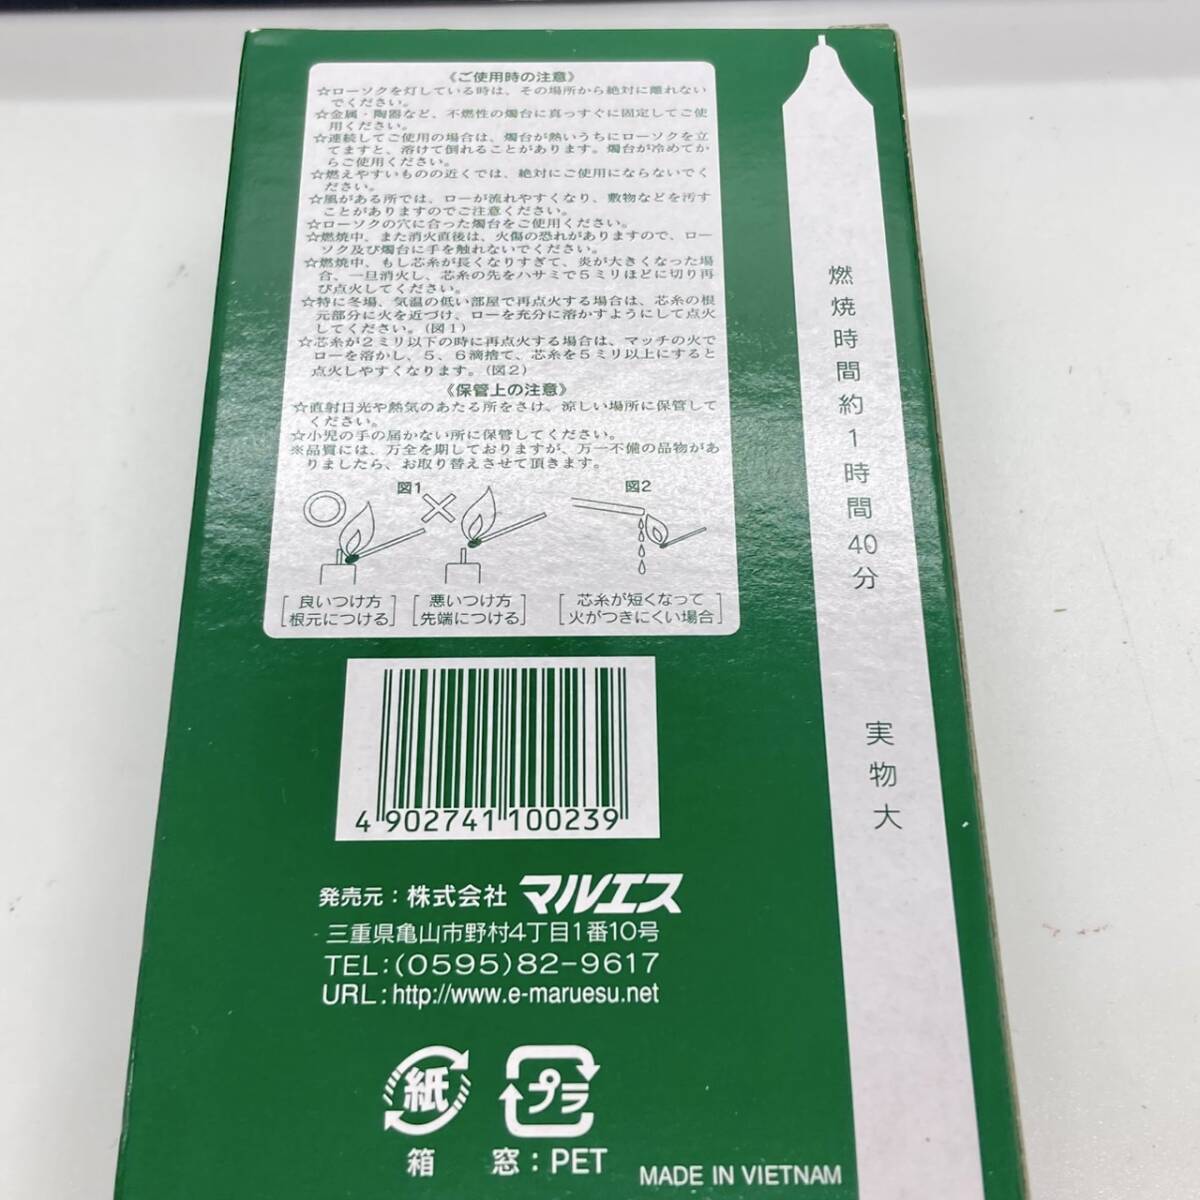 《ご使用時の注意》
☆ローソクを灯している時は、その場所から絶対に離れない
でください。
☆金属・陶器など、不燃性の燭台に真っすぐに固定してご使
用ください。
☆連続してご使用の場合は、燭台が熱いうちにローソクを立
てますと、溶けて倒れることがあります。燭台が冷めてか
らご使用ください。
☆燃えやすいものの近くでは、絶対にご使用にならないでく
ださい。
☆風がある所では、ローが流れやすくなり、敷物などを汚す
ことがありますのでご注意ください。
☆ローソクの穴に合った燭台をご使用ください。
☆燃焼中、また消火直後は、火傷の恐れがありますので、ロー
ソク及び燭台に手を触れないでください。
☆燃焼中、もし芯糸が長くなりすぎて、炎が大きくなった場
合、一旦消火し、芯糸の先をハサミで5ミリほどに切り再
び点火してください。
☆特に冬場、気温の低い部屋で再点火する場合は、芯糸の根
元部分に火を近づけ、ローを充分に溶かすようにして点火
してください。(図1)
☆芯糸が2ミリ以下の時に再点火する場合は、マッチの火で
ローを溶かし、5、6滴捨て、芯糸を5ミリ以上にすると
点火しやすくなります。(図2)
《保管上の注意》
☆直射日光や熱気のあたる所をさけ、涼しい場所に保管して
ください。
☆小児の手の届かない所に保管してください。
※品質には、万全を期しておりますが、万一不備の品物があ
りましたら、お取り替えさせて頂きます。
図1
図2
良いつけ方
根元につける
悪いつけ方
先端につける
芯糸が短くなって
火がつきにくい場合
4 902741 100239
発売元：株式会社 マルエス
三重県亀山市野村4丁目1番10号
TEL:(0595)82-9617
URL:http://www.e-maruesu.net
紙
箱
プラ
窓：PET
MADE IN VIETNAM
燃焼時間約1時間40分
実物大